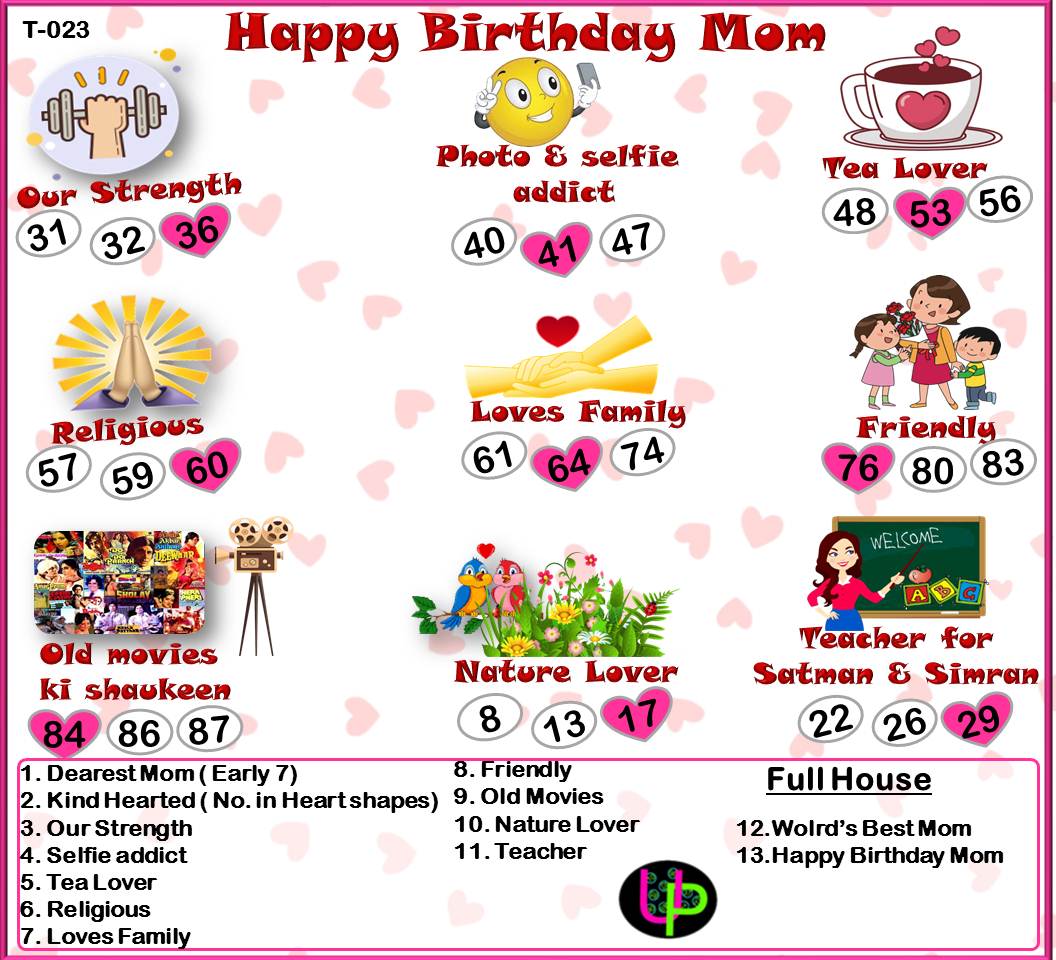 T-023
Happy Birthday Mom
Our Strength
31 32 36
Photo & selfie
addict
40 41 47
Tea Lover
48 53 56
Religious
57 59 60
Loves Family
61 64 74
Friendly
76 80 83
DEEWAAR
SHOLAY
Old movies
ki shaukeen
84 86 87
Nature Lover
8 13 17
WELCOME
A B C
Teacher for
Satman & Simran
22 26 29
1. Dearest Mom ( Early 7)
2. Kind Hearted ( No. in Heart shapes)
3. Our Strength
4. Selfie addict
5. Tea Lover
6. Religious
7. Loves Family
8. Friendly
9. Old Movies
10. Nature Lover
11. Teacher
Full House
12.Wolrd's Best Mom
13.Happy Birthday Mom
UP